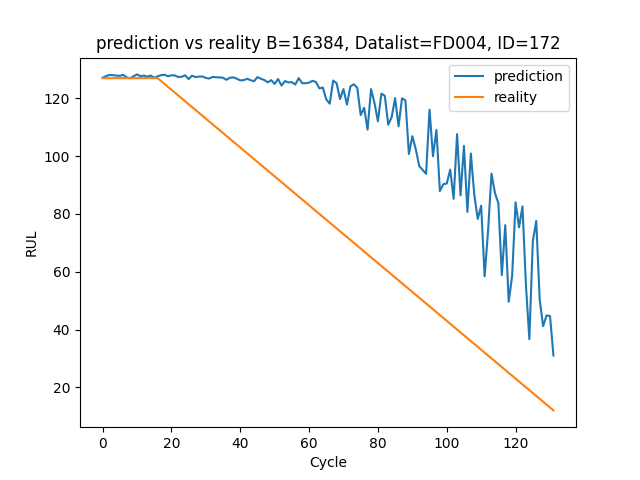 prediction vs reality B=16384, Datalist=FD004, ID=172
prediction
reality
RUL
120
100
80
60
40
20
0 20 40 60 80 100 120
Cycle